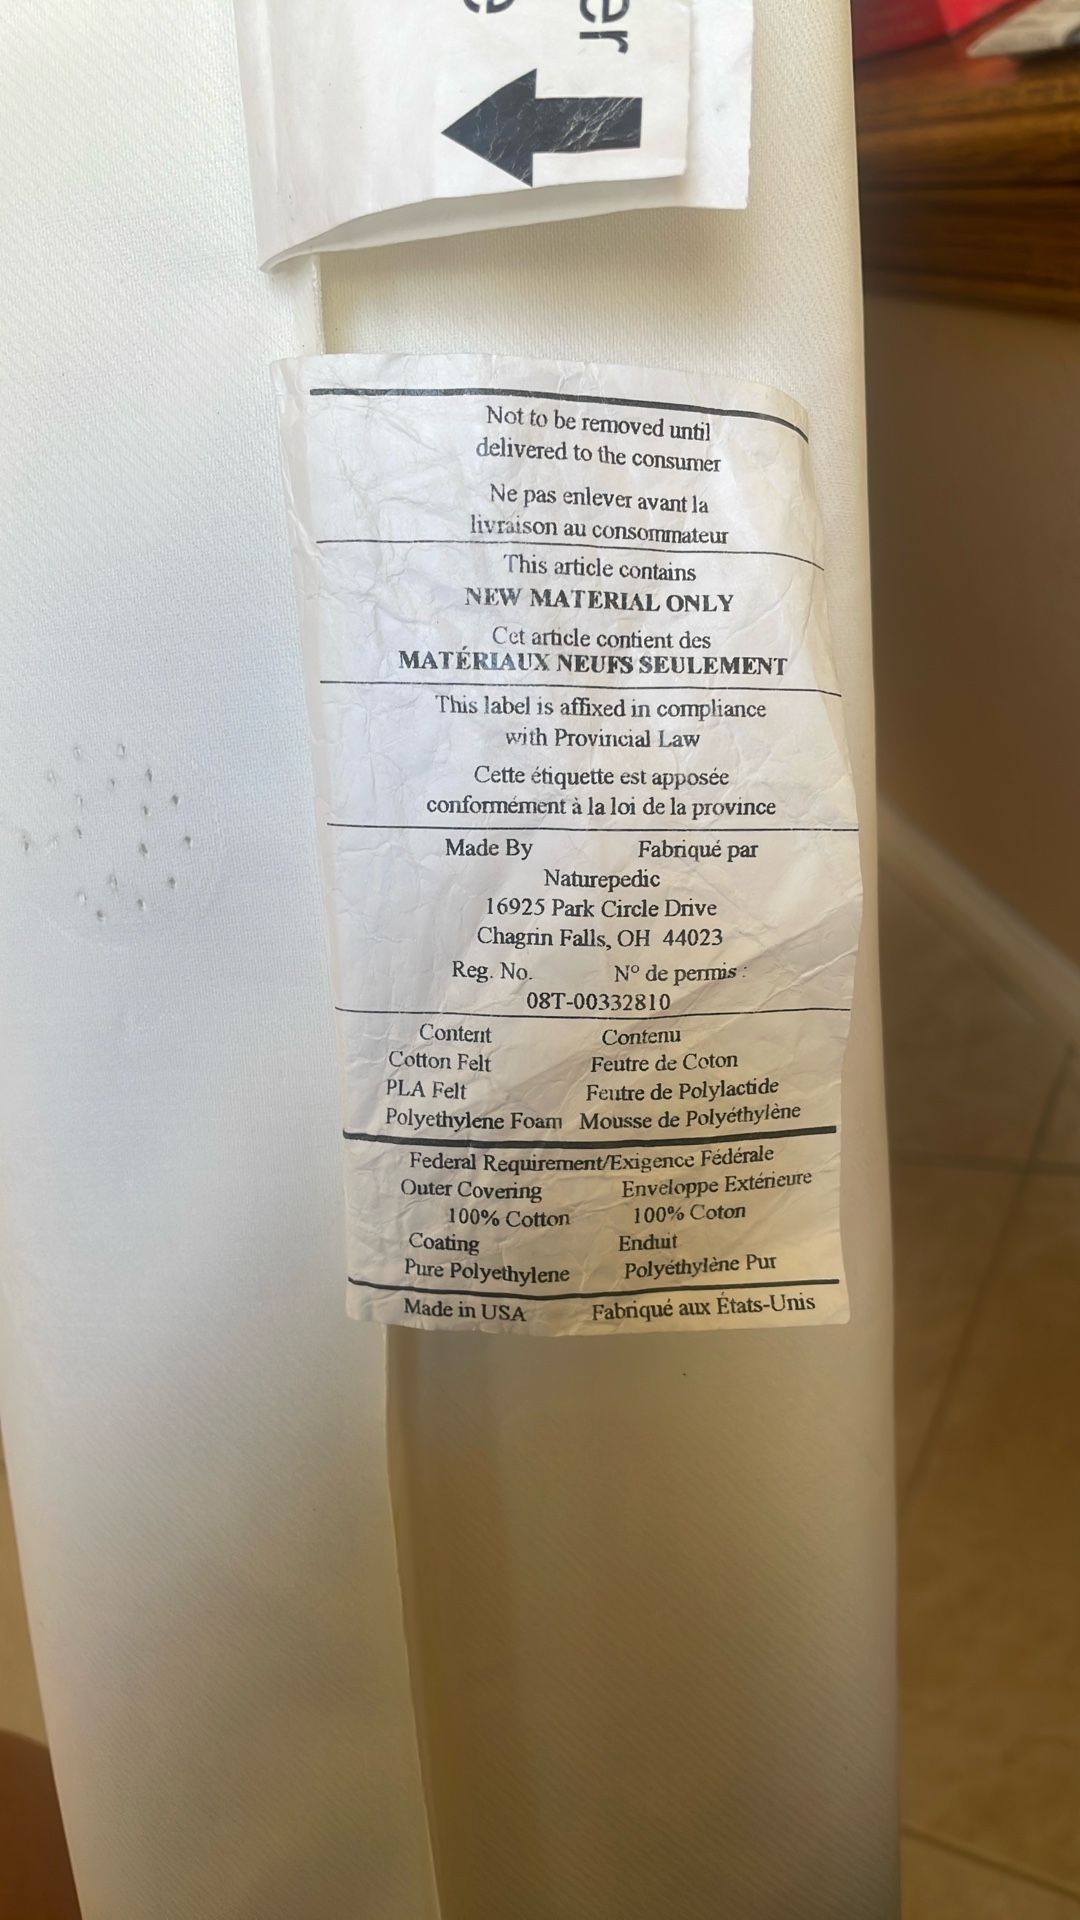 er
e
Not to be removed until
delivered to the consumer
Ne pas enlever avant la
livraison au consommateur
This article contains
NEW MATERIAL ONLY
Cet article contient des
MATÉRIAUX NEUFS SEULEMENT
This label is affixed in compliance
with Provincial Law
Cette étiquette est apposée
conformément à la loi de la province
Made By Fabriqué par
Naturepedic
16925 Park Circle Drive
Chagrin Falls, OH 44023
Reg. No. N° de permis :
08T-00332810
Content Contenu
Cotton Felt Feutre de Coton
PLA Felt Feutre de Polylactide
Polyethylene Foam Mousse de Polyéthylène
Federal Requirement/Exigence Fédérale
Outer Covering Enveloppe Extérieure
100% Cotton 100% Coton
Coating Enduit
Pure Polyethylene Polyéthylène Pur
Made in USA Fabriqué aux États-Unis